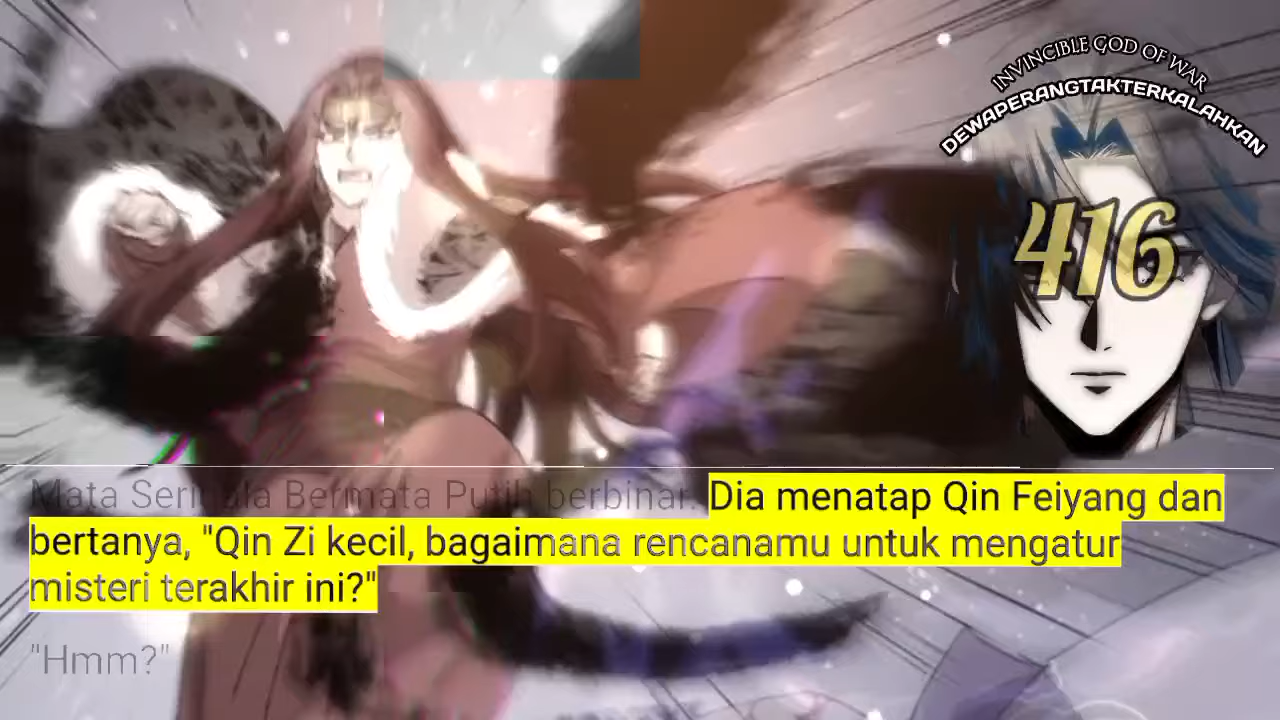 INVINCIBLE GOD OF WAR
DEWAPERANGTAKTERKALAHKAN
416
Mata Serigala Bermata Putih berbinar. Dia menatap Qin Feiyang dan
bertanya, "Qin Zi kecil, bagaimana rencanamu untuk mengatur
misteri terakhir ini?"
"Hmm?"